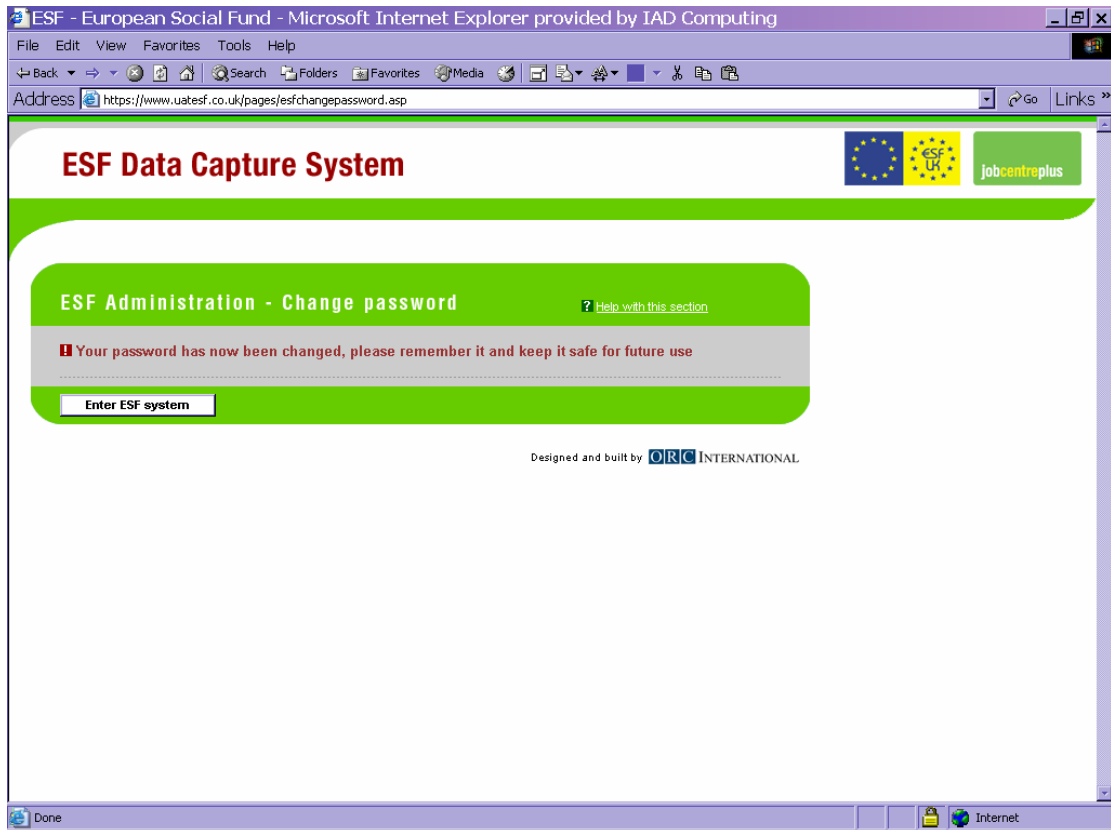 ESF - European Social Fund - Microsoft Internet Explorer provided by IAD Computing
File Edit View Favorites Tools Help
Back Search Folders Favorites Media
Address https://www.uatesf.co.uk/pages/esfchangepassword.asp Go Links »
ESF Data Capture System
ESF UK
jobcentreplus
ESF Administration - Change password
? Help with this section
! Your password has now been changed, please remember it and keep it safe for future use
Enter ESF system
Designed and built by ORC INTERNATIONAL
Done Internet